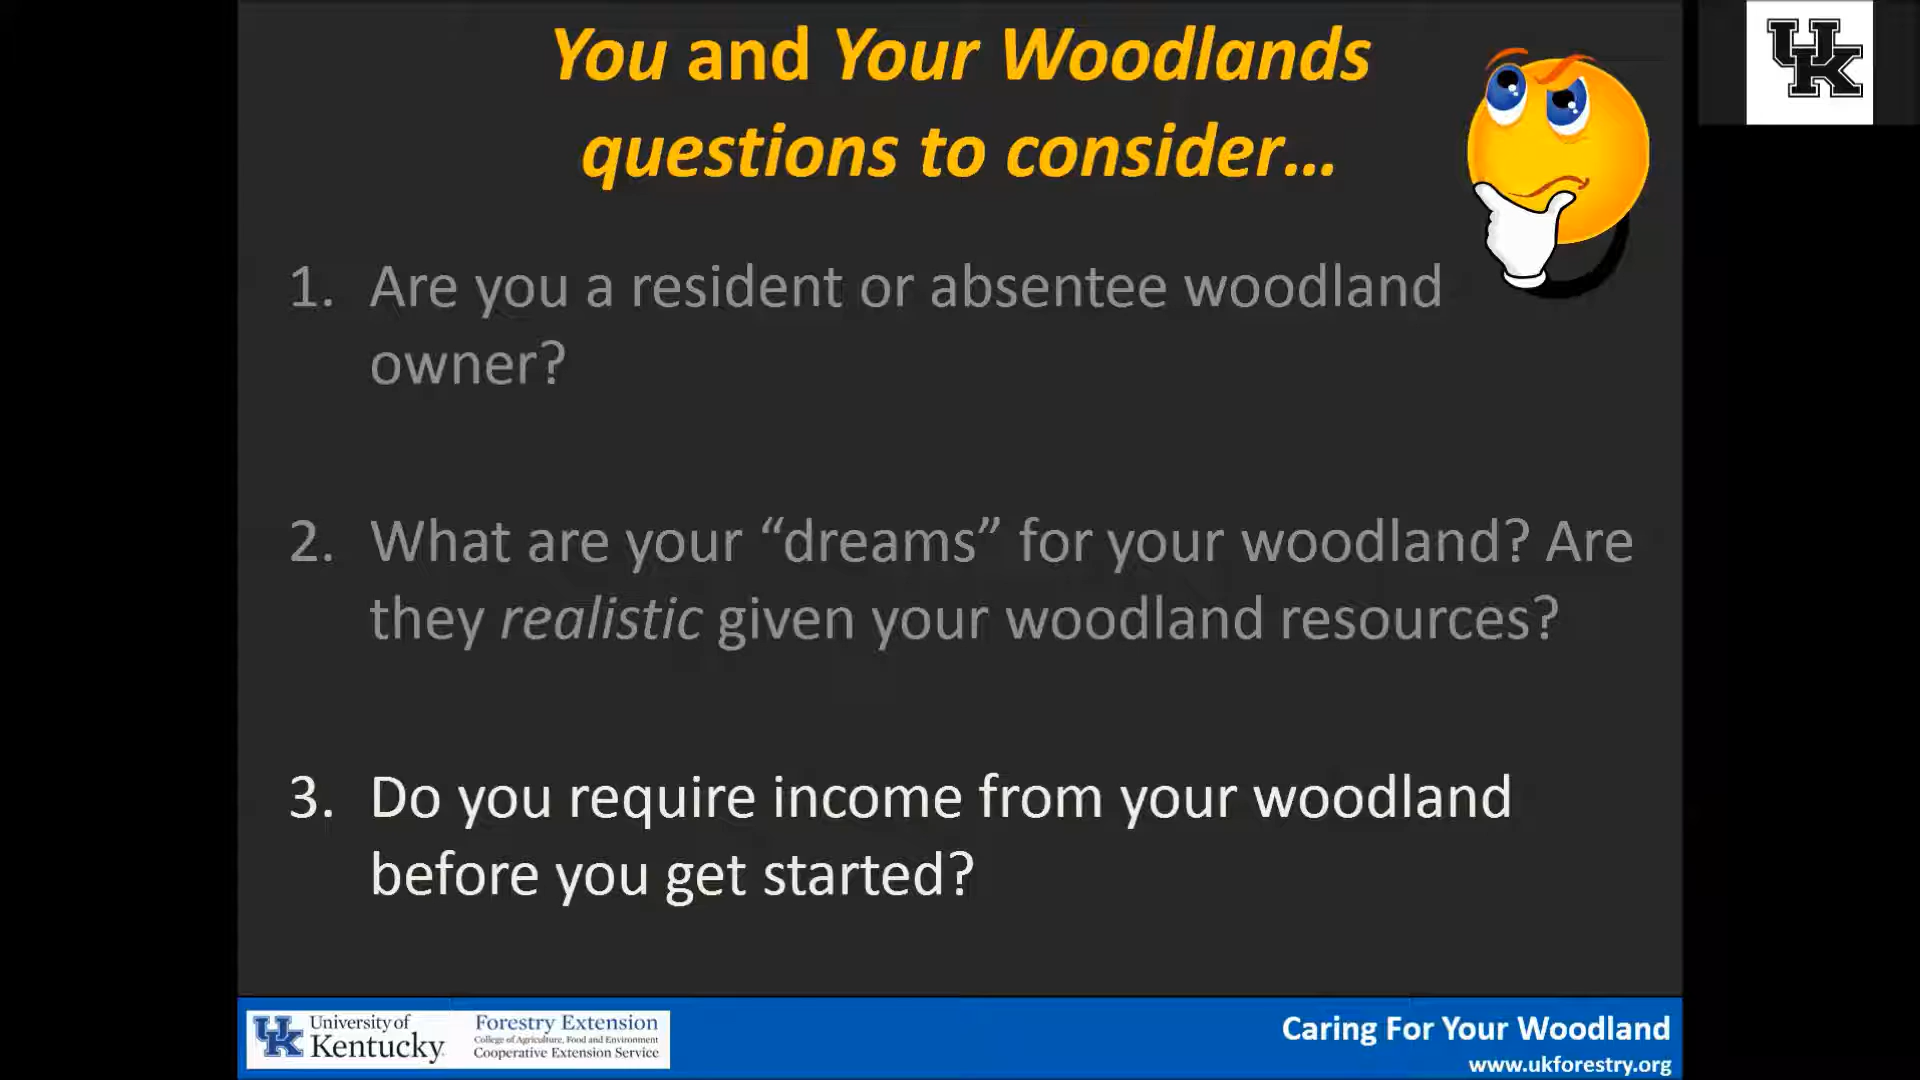 You and Your Woodlands
questions to consider...
1. Are you a resident or absentee woodland
owner?
2. What are your “dreams” for your woodland? Are
they realistic given your woodland resources?
3. Do you require income from your woodland
before you get started?
UK
University of
Kentucky
Forestry Extension
College of Agriculture, Food and Environment
Cooperative Extension Service
Caring For Your Woodland
www.ukforestry.org
UK